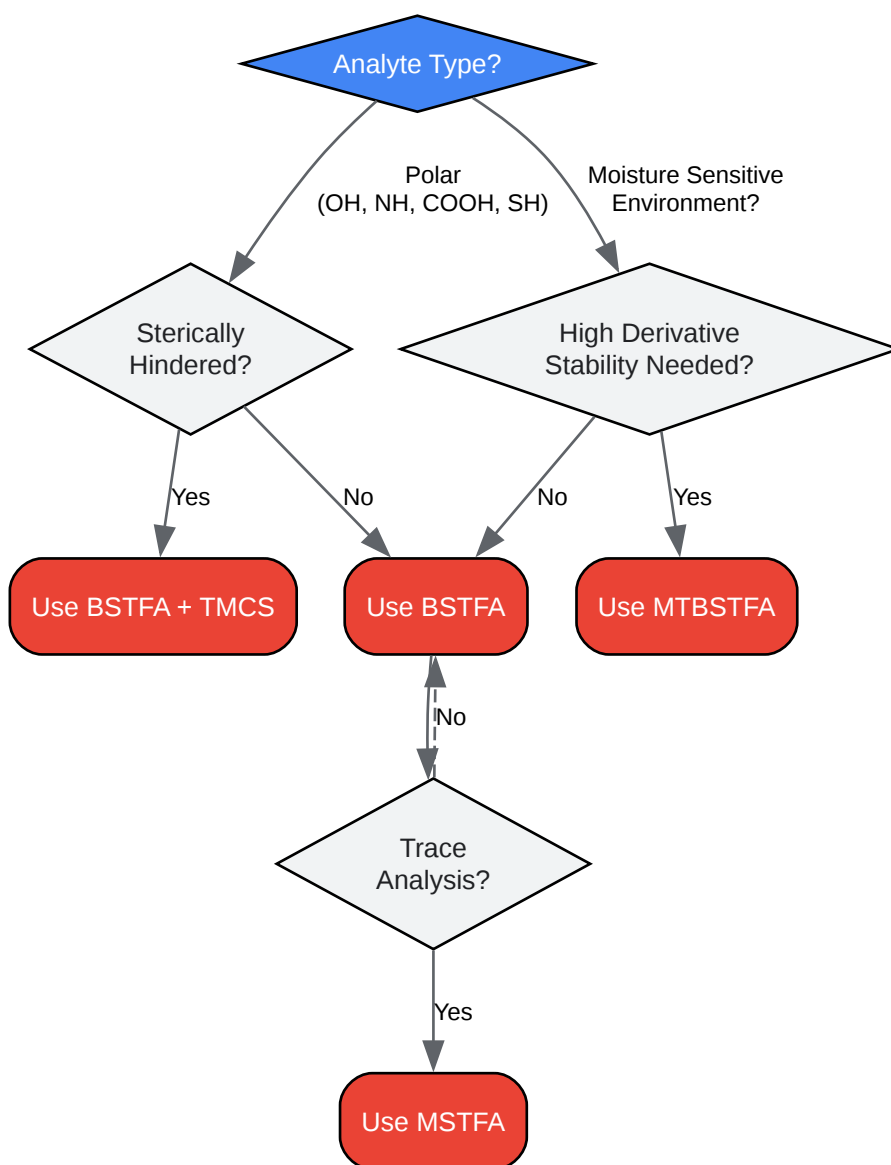 Analyte Type?
Polar
(OH, NH, COOH, SH)
Moisture Sensitive
Environment?
Sterically
Hindered?
High Derivative
Stability Needed?
Yes
No
No
Yes
Use BSTFA + TMCS
Use BSTFA
Use MTBSTFA
No
Trace
Analysis?
Yes
Use MSTFA